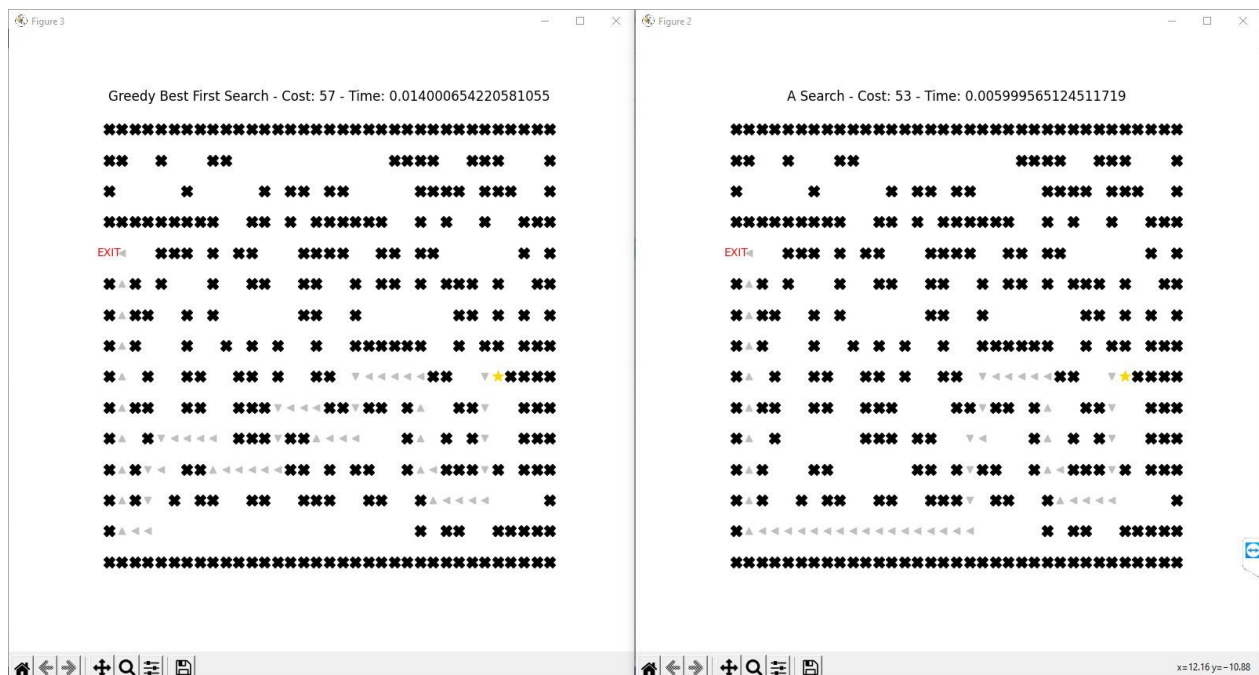 Figure 3
Greedy Best First Search - Cost: 57 - Time: 0.014000654220581055
EXIT
Figure 2
A Search - Cost: 53 - Time: 0.005999565124511719
EXIT
x=12.16 y=-10.88